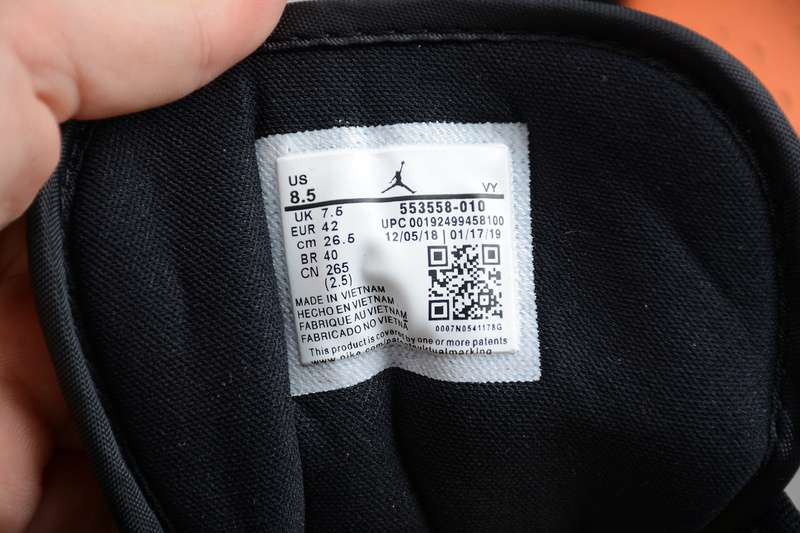 US
8.5
VY
UK 7.5
EUR 42
cm 26.5
BR 40
CN 265
(2.5)
553558-010
UPC 00192499458100
12/05/18 | 01/17/19
MADE IN VIETNAM
HECHO EN VIETNAM
FABRIQUE AU VIETNAM
FABRICADO NO VIETNÃ
0007N0541178G
This product is covered by one or more patents